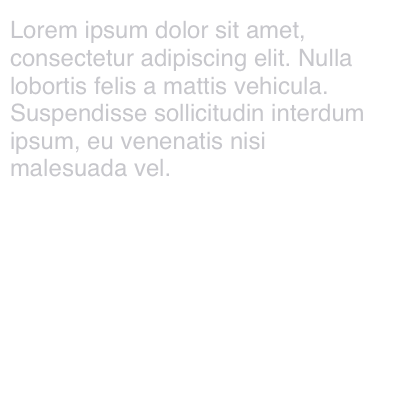 Lorem ipsum dolor sit amet,
consectetur adipiscing elit. Nulla
lobortis felis a mattis vehicula.
Suspendisse sollicitudin interdum
ipsum, eu venenatis nisi
malesuada vel.